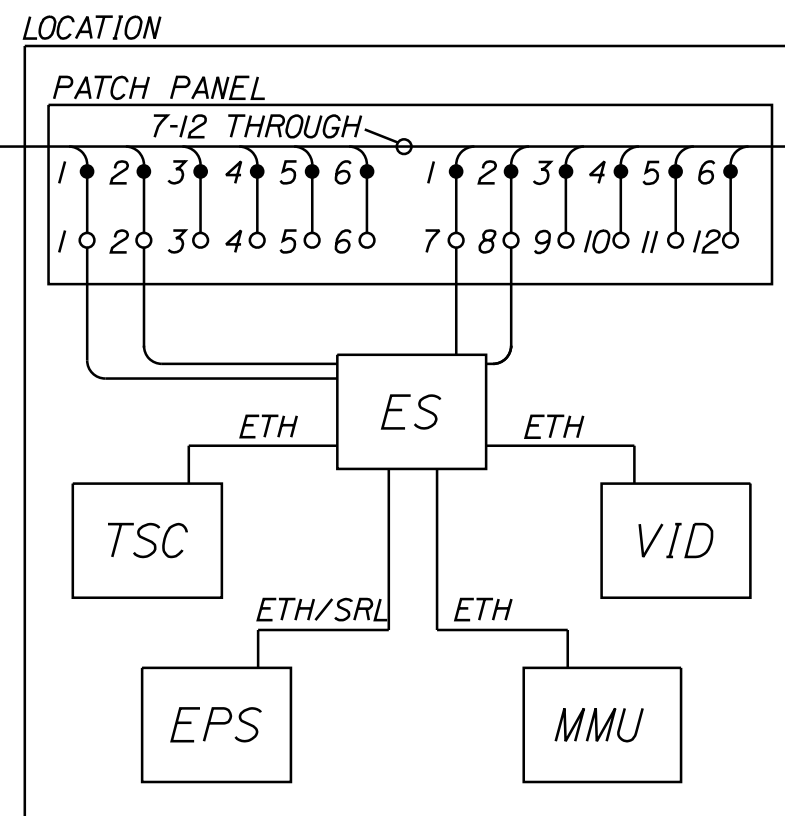 LOCATION
PATCH PANEL
7-12 THROUGH
1 2 3 4 5 6 1 2 3 4 5 6
1 2 3 4 5 6 7 8 9 10 11 12
ES
ETH ETH
TSC VID
ETH/SRL ETH
EPS MMU